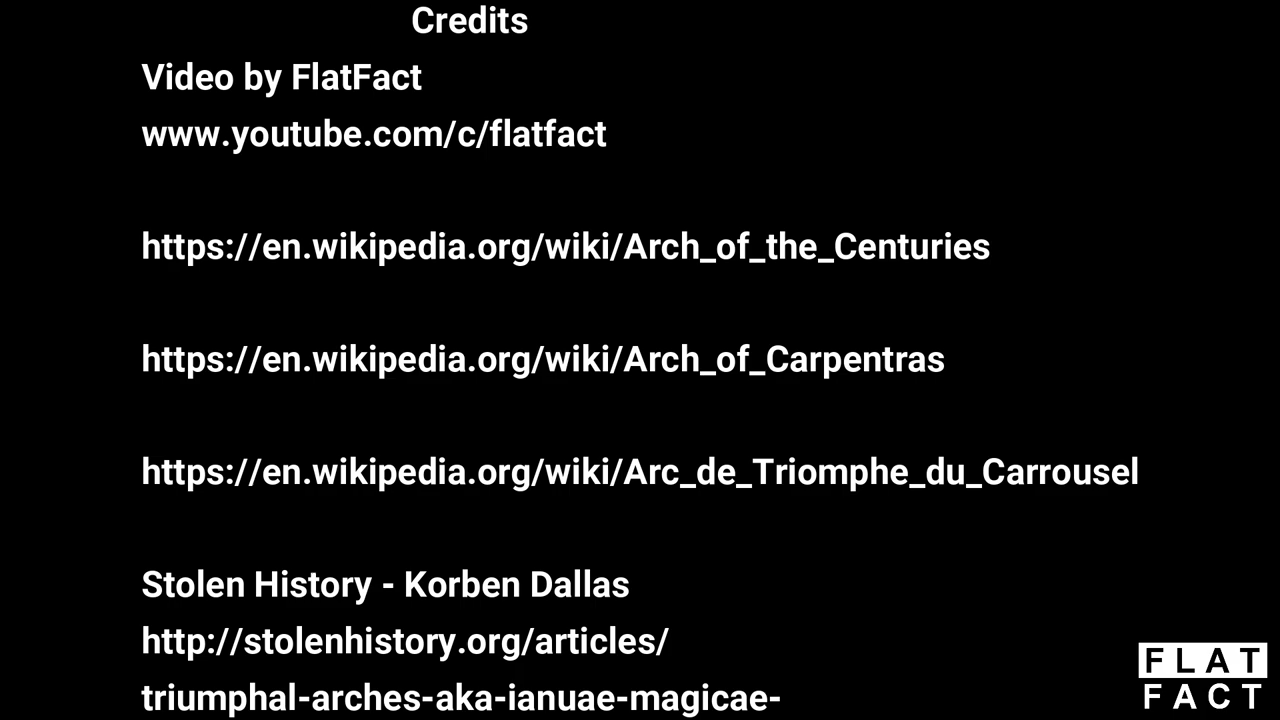 Credits
Video by FlatFact
www.youtube.com/c/flatfact
https://en.wikipedia.org/wiki/Arch_of_the_Centuries
https://en.wikipedia.org/wiki/Arch_of_Carpentras
https://en.wikipedia.org/wiki/Arc_de_Triomphe_du_Carrousel
Stolen History - Korben Dallas
http://stolenhistory.org/articles/
triumphal-arches-aka-ianuae-magicae-
FLAT
FACT